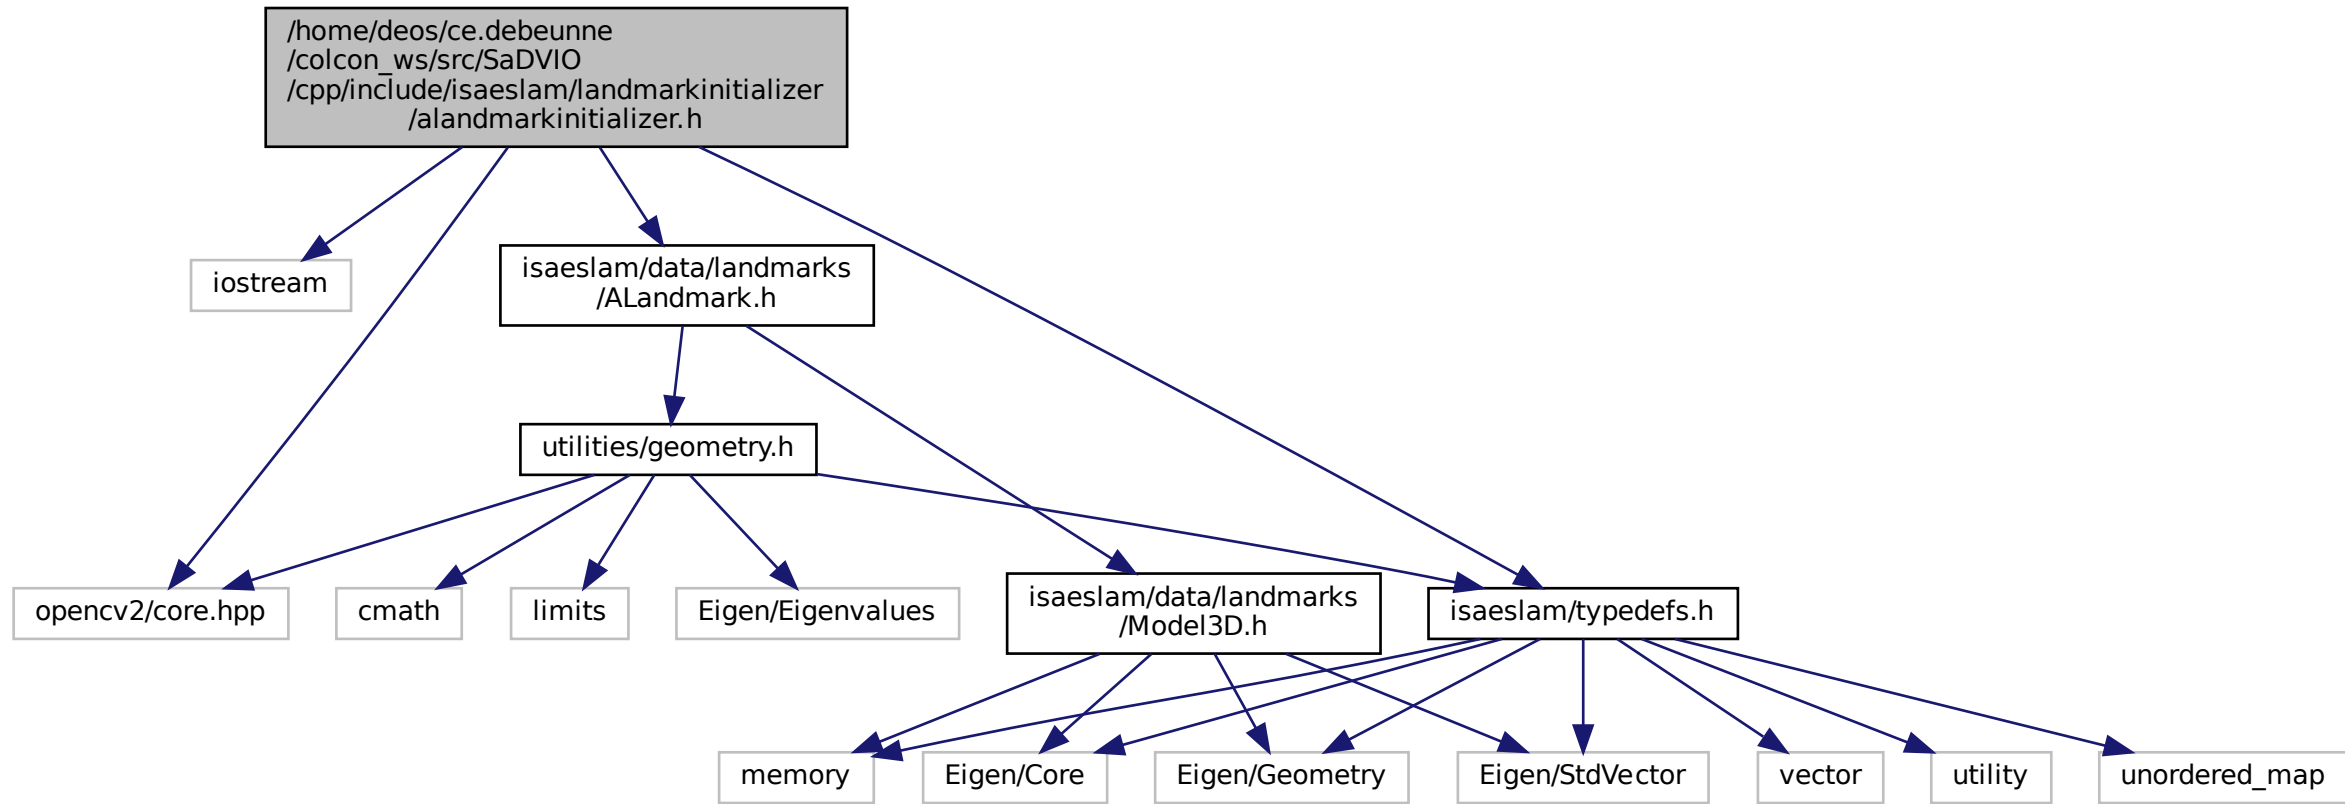 /home/deos/ce.debeunne
/colcon_ws/src/SaDVIO
/cpp/include/isaeslam/landmarkinitializer
/alandmarkinitializer.h
iostream
isaeslam/data/landmarks
/ALandmark.h
utilities/geometry.h
opencv2/core.hpp
cmath
limits
Eigen/Eigenvalues
isaeslam/data/landmarks
/Model3D.h
isaeslam/typedefs.h
memory
Eigen/Core
Eigen/Geometry
Eigen/StdVector
vector
utility
unordered_map